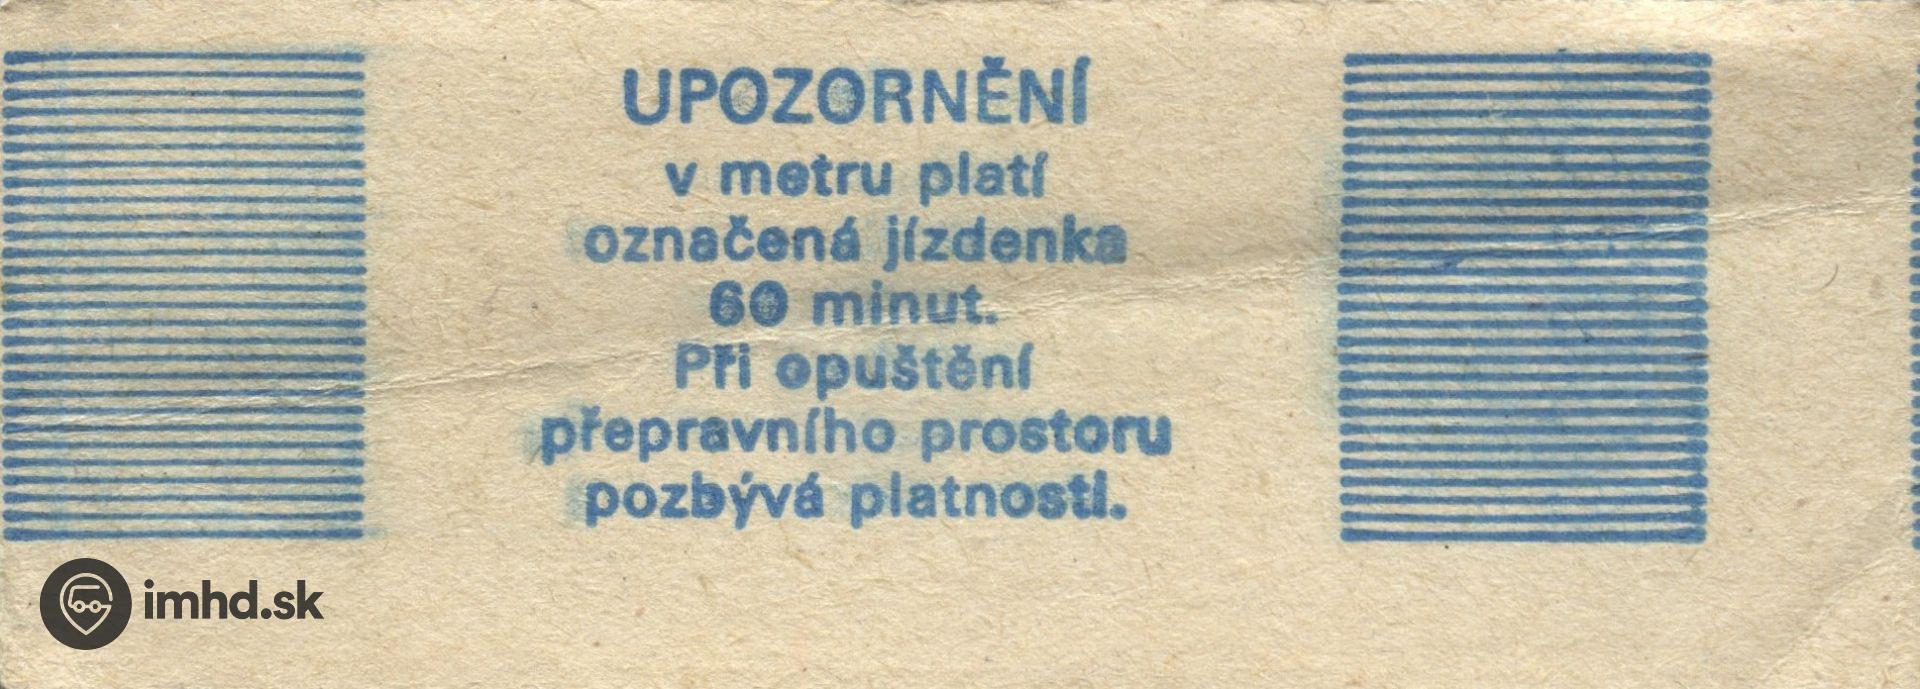 UPOZORNĚNÍ
v metru platí
označená jízdenka
60 minut.
Při opuštění
přepravního prostoru
pozbývá platnosti.
imhd.sk